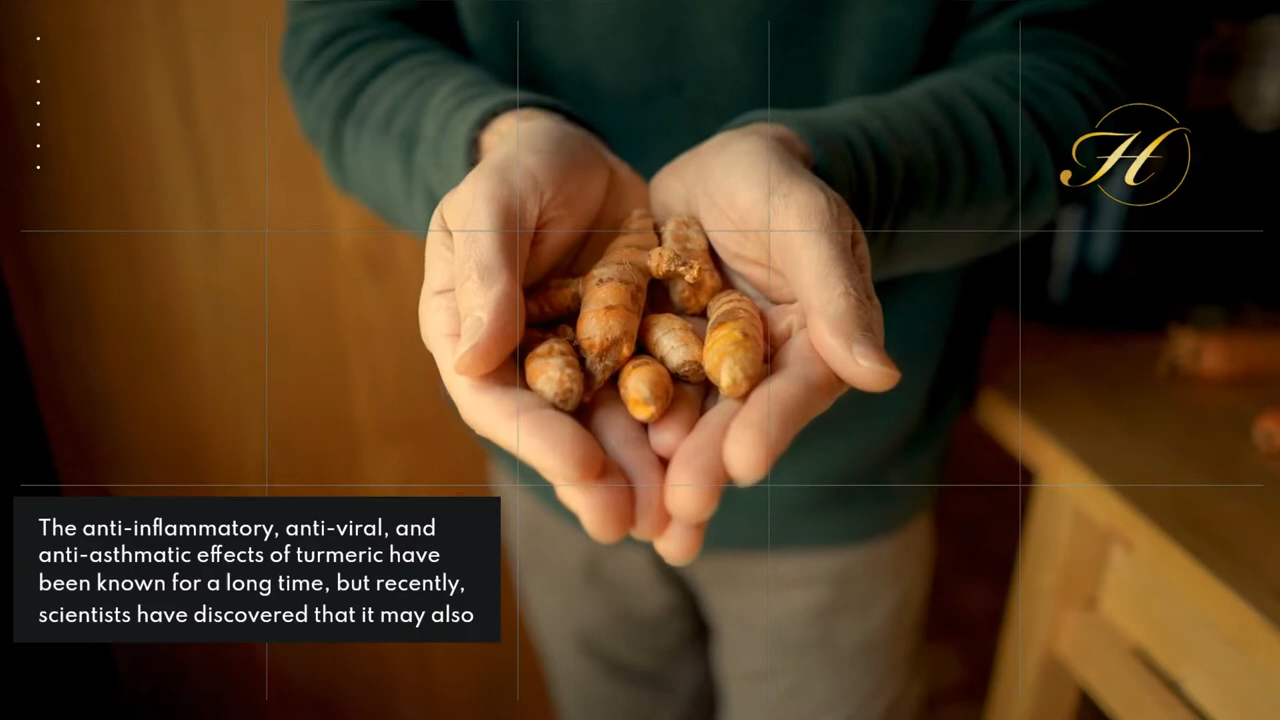 H
The anti-inflammatory, anti-viral, and
anti-asthmatic effects of turmeric have
been known for a long time, but recently,
scientists have discovered that it may also